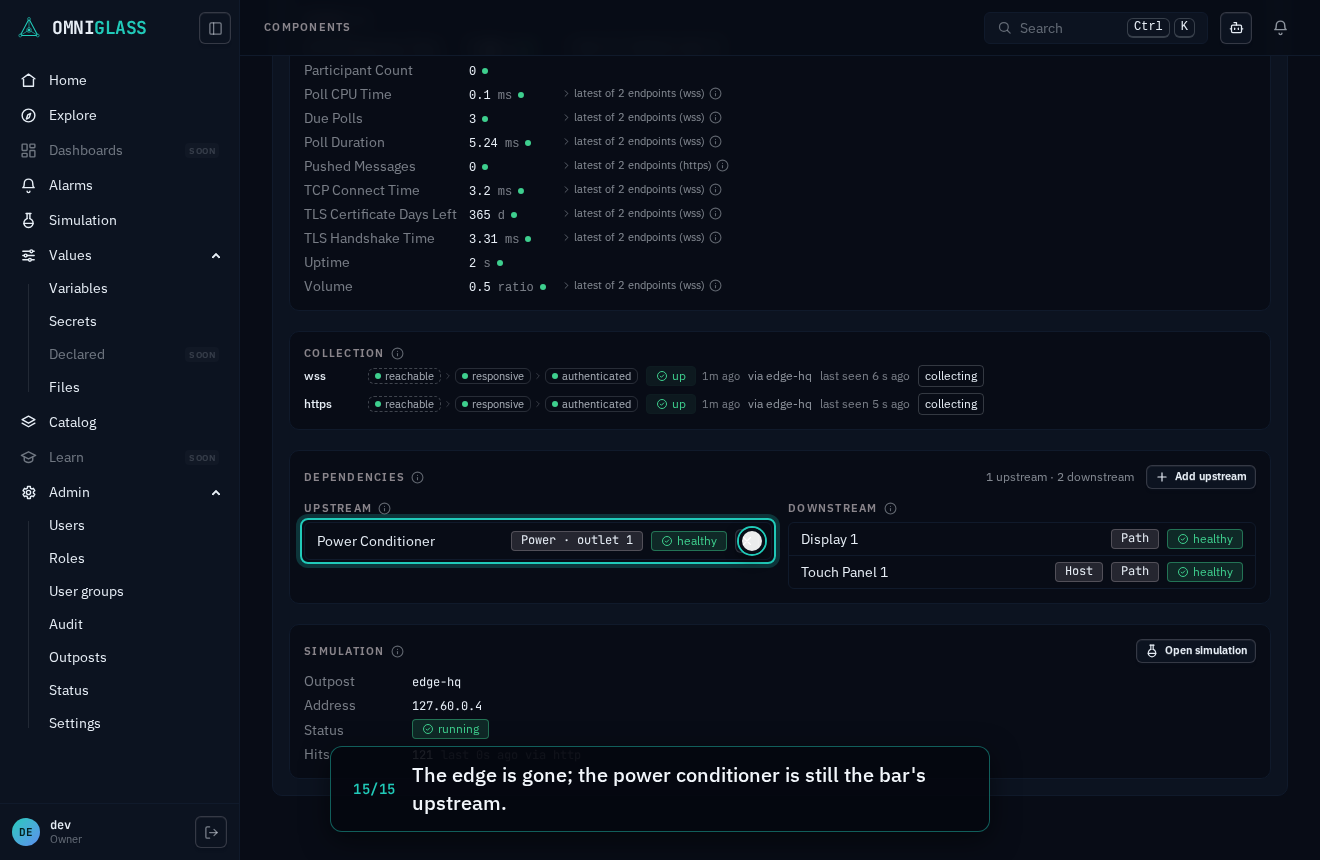 OMNIGLASS
COMPONENTS
Search
Ctrl K
Home
Explore
Dashboards SOON
Alarms
Simulation
Values
Variables
Secrets
Declared SOON
Files
Catalog
Learn SOON
Admin
Users
Roles
User groups
Audit
Outposts
Status
Settings
DE dev
Owner
Participant Count 0
Poll CPU Time 0.1 ms latest of 2 endpoints (wss)
Due Polls 3 latest of 2 endpoints (wss)
Poll Duration 5.24 ms latest of 2 endpoints (wss)
Pushed Messages 0 latest of 2 endpoints (https)
TCP Connect Time 3.2 ms latest of 2 endpoints (wss)
TLS Certificate Days Left 365 d latest of 2 endpoints (wss)
TLS Handshake Time 3.31 ms latest of 2 endpoints (wss)
Uptime 2 s
Volume 0.5 ratio latest of 2 endpoints (wss)
COLLECTION
wss reachable responsive authenticated up 1m ago via edge-hq last seen 6 s ago collecting
https reachable responsive authenticated up 1m ago via edge-hq last seen 5 s ago collecting
DEPENDENCIES 1 upstream · 2 downstream Add upstream
UPSTREAM
Power Conditioner Power · outlet 1 healthy
DOWNSTREAM
Display 1 Path healthy
Touch Panel 1 Host Path healthy
SIMULATION Open simulation
Outpost edge-hq
Address 127.60.0.4
Status running
Hits 121 last 0s ago via http
15/15 The edge is gone; the power conditioner is still the bar's
upstream.